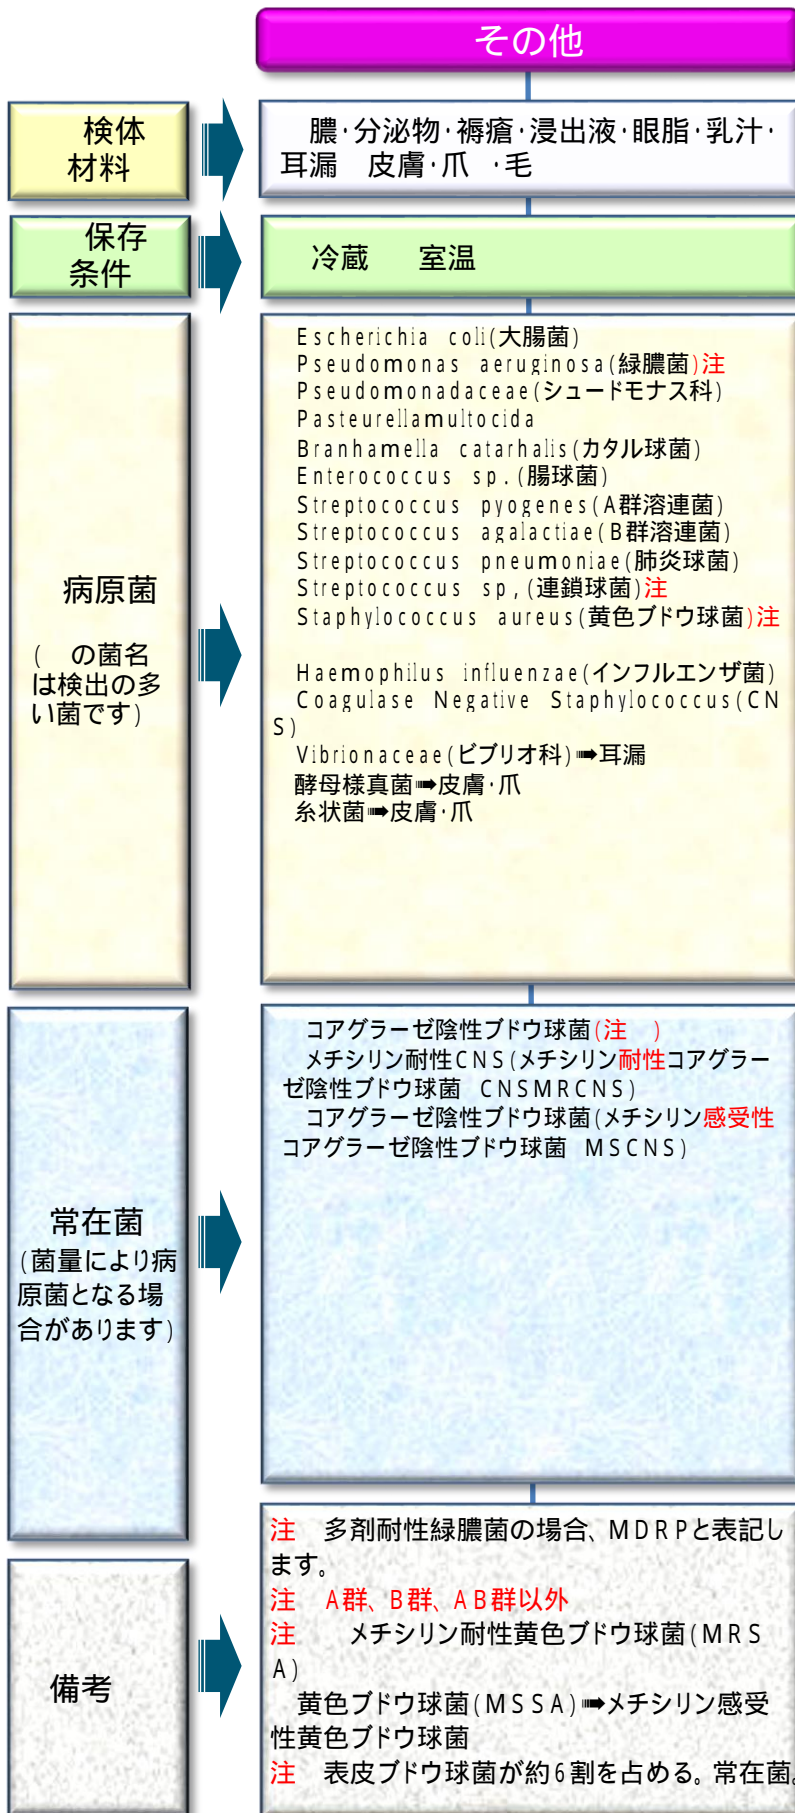 その他
検体
材料
膿・分泌物・褥瘡・浸出液・眼脂・乳汁・
耳漏　皮膚・爪　・毛
保存
条件
冷蔵　　室温
病原菌
(　の菌名
は検出の多
い菌です)
Escherichia coli(大腸菌)
Pseudomonas aeruginosa(緑膿菌)注
Pseudomonadaceae(シュードモナス科)
Pasteurellamultocida
Branhamella catarhalis(カタル球菌)
Enterococcus sp.(腸球菌)
Streptococcus pyogenes(A群溶連菌)
Streptococcus agalactiae(B群溶連菌)
Streptococcus pneumoniae(肺炎球菌)
Streptococcus sp,(連鎖球菌)注
Staphylococcus aureus(黄色ブドウ球菌)注
Haemophilus influenzae(インフルエンザ菌)
Coagulase Negative Staphylococcus(CN
S)
Vibrionaceae(ビブリオ科)➠耳漏
酵母様真菌➠皮膚・爪
糸状菌➠皮膚・爪
常在菌
(菌量により病
原菌となる場
合があります)
コアグラーゼ陰性ブドウ球菌(注　)
メチシリン耐性CNS(メチシリン耐性コアグラー
ゼ陰性ブドウ球菌　CNSMRCNS)
コアグラーゼ陰性ブドウ球菌(メチシリン感受性
コアグラーゼ陰性ブドウ球菌　MSCNS)
備考
注　多剤耐性緑膿菌の場合、MDRPと表記し
ます。
注　A群、B群、AB群以外
注　　メチシリン耐性黄色ブドウ球菌(MRS
A)
黄色ブドウ球菌(MSSA)➠メチシリン感受
性黄色ブドウ球菌
注　表皮ブドウ球菌が約6割を占める。常在菌。